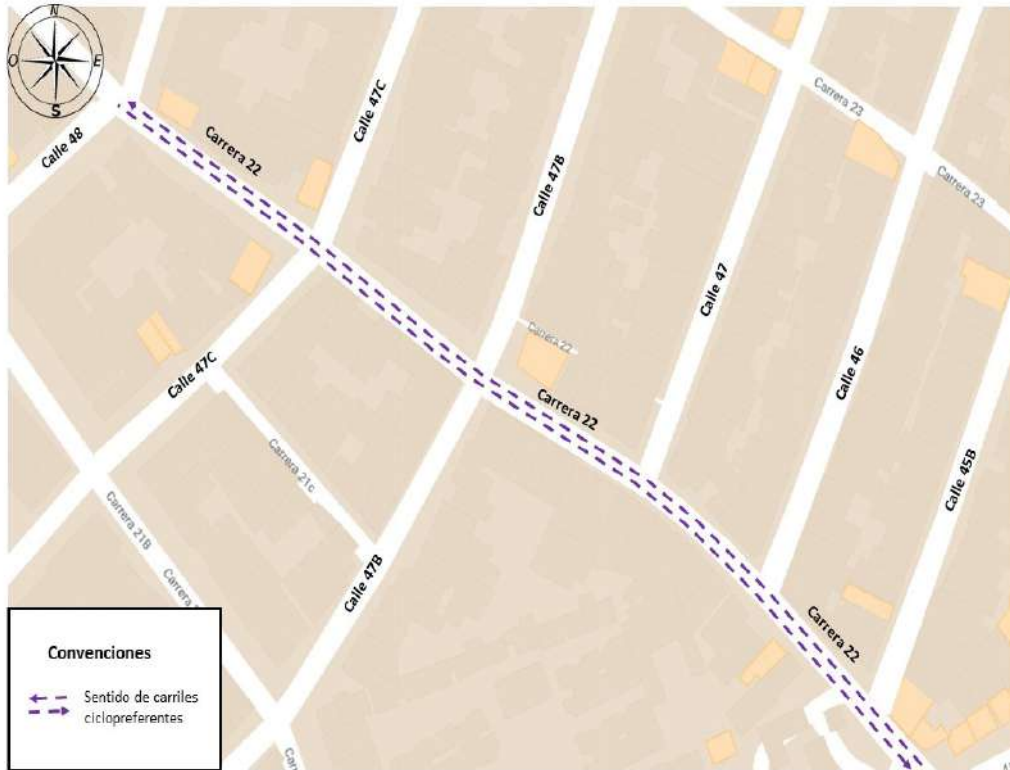 N
O
E
S
Calle 48
Carrera 22
Calle 47C
Calle 47B
Carrera 23
Carrera 23
Calle 47
Calle 46
Calle 45B
Carrera 22
Carrera 22
Calle 47C
Carrera 21c
Carrera 21B
Carrera
Calle 47B
Carrera 22
Convenciones
Sentido de carriles
ciclopreferentes